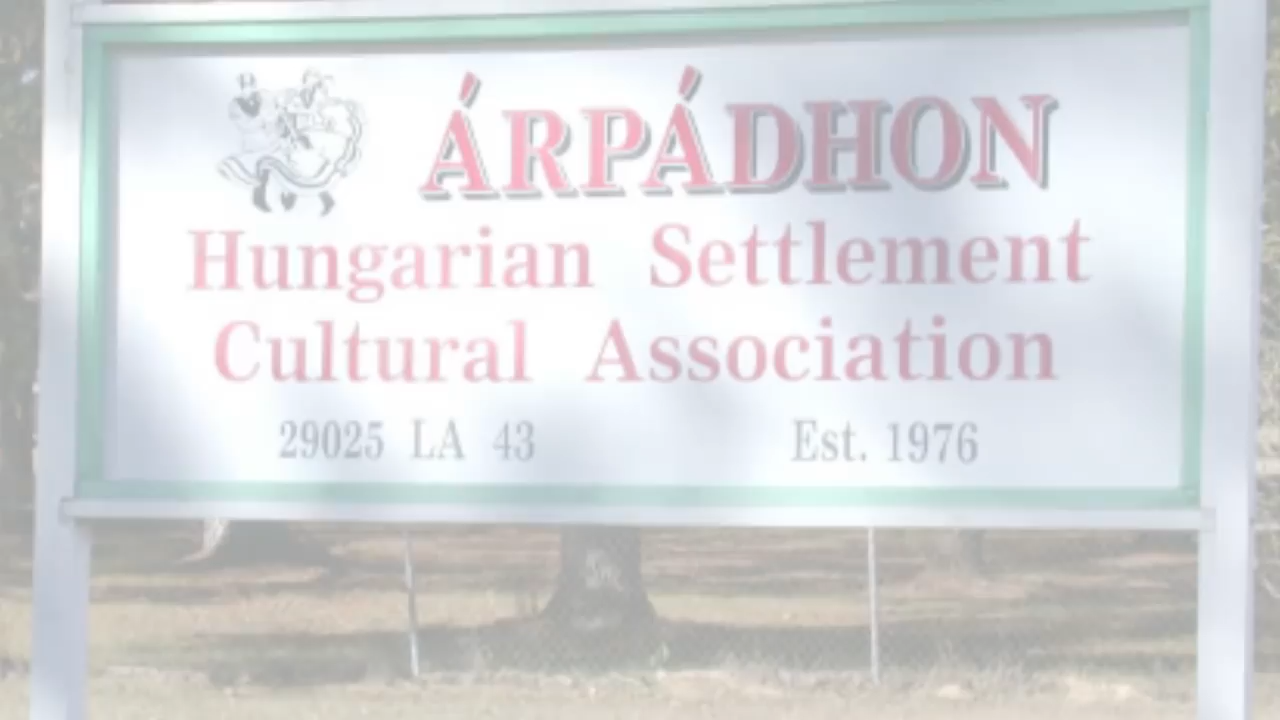 ÁRPÁDHON
Hungarian Settlement
Cultural Association
29025 LA 43 Est. 1976